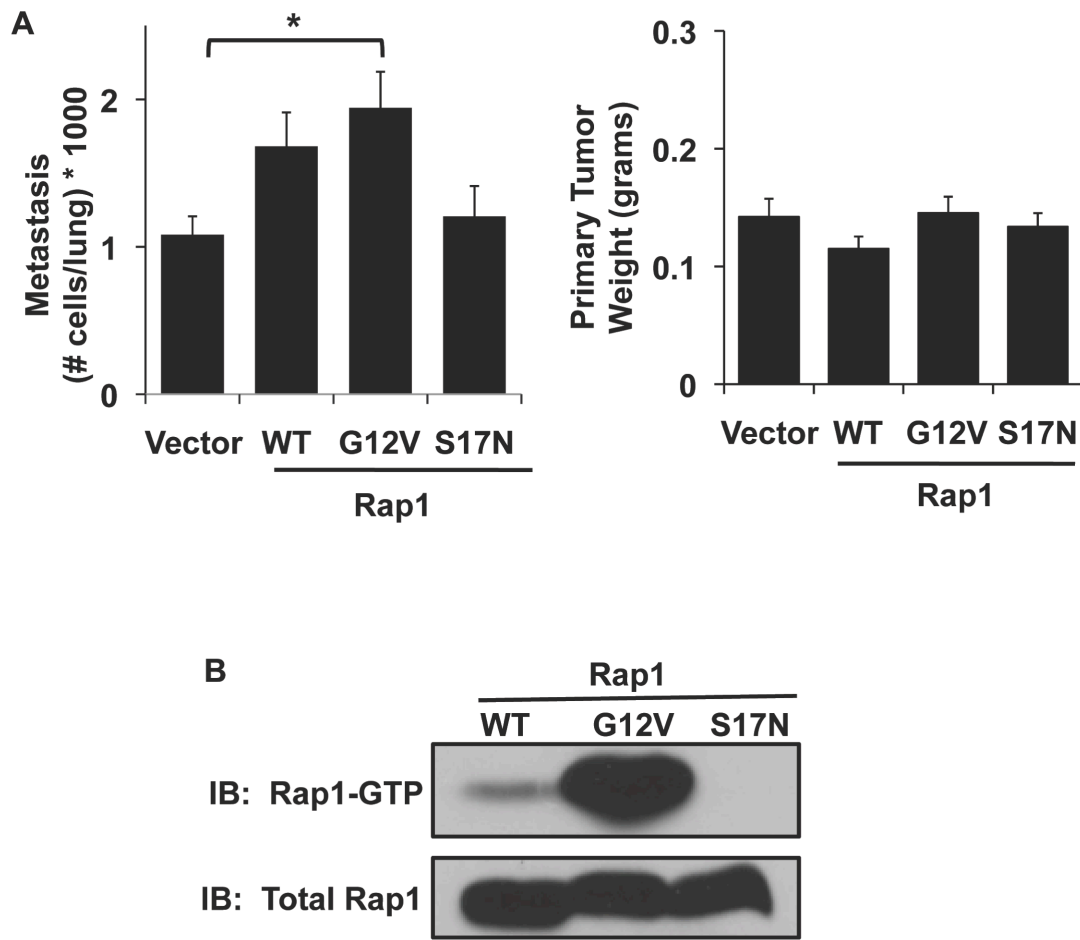 A
*
Metastasis
(# cells/lung) * 1000
2
1
0
Vector WT G12V S17N
Rap1
Primary Tumor
Weight (grams)
0.3
0.2
0.1
0
Vector WT G12V S17N
Rap1
B
Rap1
WT G12V S17N
IB: Rap1-GTP
IB: Total Rap1